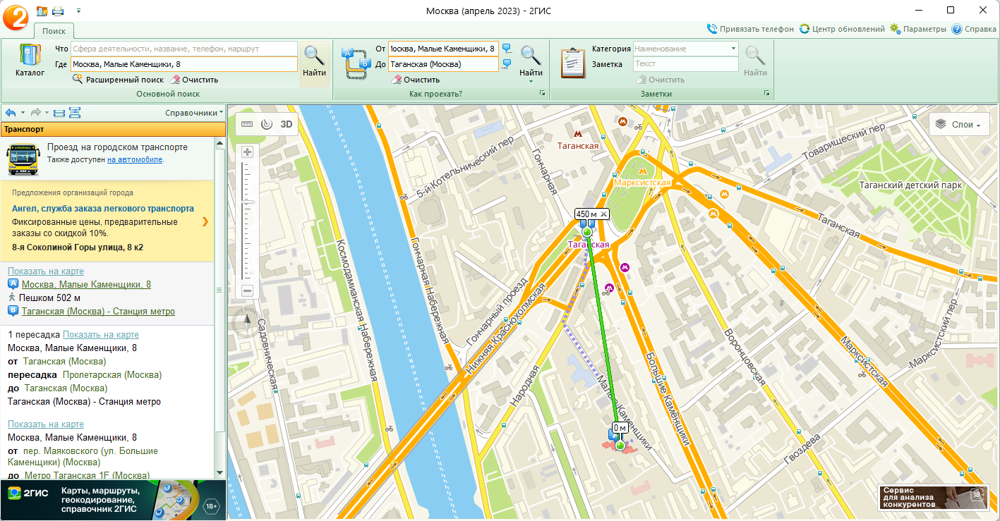 2
Москва (апрель 2023) - 2ГИС
Поиск
Привязать телефон
Центр обновлений
Параметры
Справка
Каталог
Что
Сфера деятельности, название, телефон, маршрут
Где
Москва, Малые Каменщики, 8
Расширенный поиск
Очистить
Найти
Основной поиск
A
B
От
Москва, Малые Каменщики, 8
До
Таганская (Москва)
Очистить
Найти
Как проехать?
Категория
Наименование
Заметка
Текст
Очистить
Найти
Заметки
Справочники
Транспорт
Проезд на городском транспорте
Также доступен на автомобиле.
Предложения организаций города
Ангел, служба заказа легкового транспорта
Фиксированные цены, предварительные
заказы со скидкой 10%.
8-я Соколиной Горы улица, 8 к2
Показать на карте
A Москва, Малые Каменщики, 8
Пешком 502 м
B Таганская (Москва) - Станция метро
1 пересадка Показать на карте
Москва, Малые Каменщики, 8
от Таганская (Москва)
пересадка Пролетарская (Москва)
до Таганская (Москва)
Таганская (Москва) - Станция метро
Показать на карте
Москва, Малые Каменщики, 8
от пер. Маяковского (ул. Большие
Каменщики) (Москва)
до Метро Таганская 1F (Москва)
2ГИС
Карты, маршруты,
геокодирование,
справочник 2ГИС
18+
3D
Слои
Таганская
Марксистская
Таганская
450 м
0 м
5-й Котельнический пер
Гончарная
Товарищеский пер
Таганский детский парк
Таганская
Космодамианская Набережная
Гончарная Набережная
Гончарный проезд
Нижняя Краснохолмская
Садовническая
Народная
Малые Каменщики
Большие Каменщики
Воронцовская
Марксистская
Марксистский пер
Гвоздева
Сервис
для анализа
конкурентов
18+